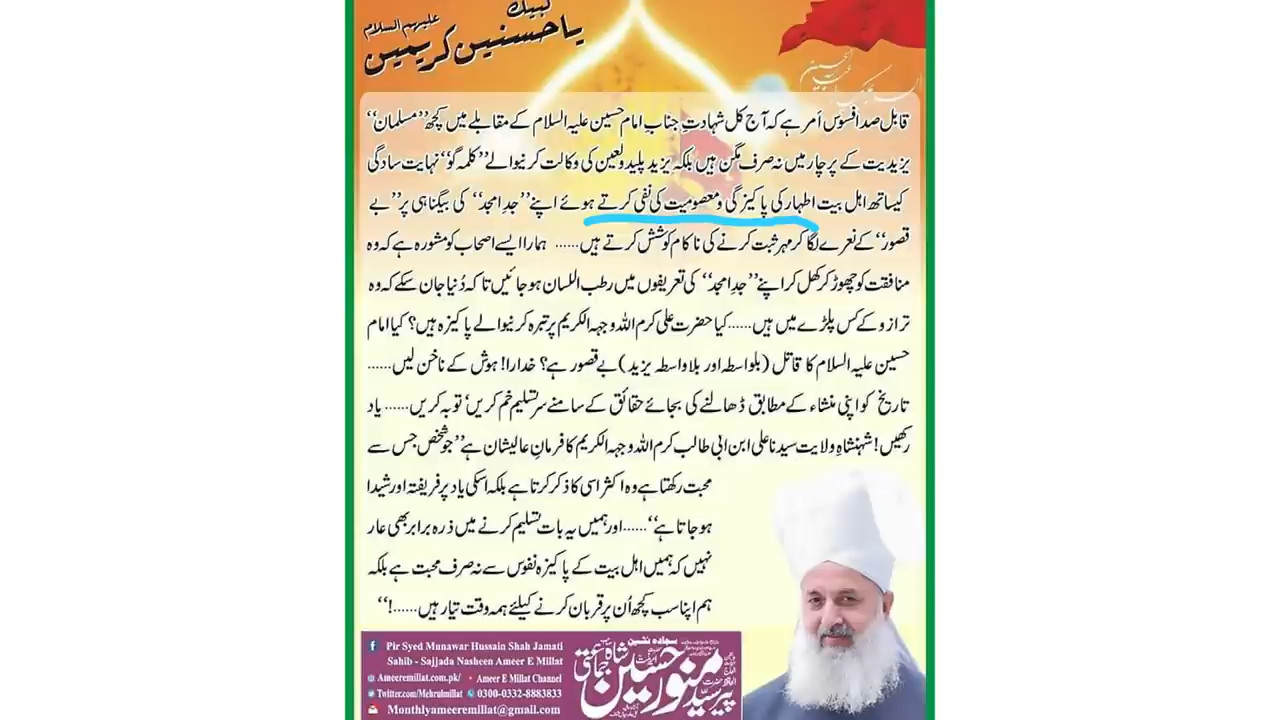 لبیک
یا حسنین کریمین علیہم السلام
قابل صد افسوس اَمر ہے کہ آج کل شہادتِ جنابِ امام حسین علیہ السلام کے مقابلے میں کچھ ”مسلمان“
یزیدیت کے پرچار میں نہ صرف مگن ہیں بلکہ یزید پلید و لعین کی وکالت کرنیوالے ”کلمہ گو“ نہایت سادگی
کیساتھ اہل بیت اطہار کی پاکیزگی و معصومیت کی نفی کرتے ہوئے اپنے ”جدِ امجد“ کی بیگناہی پر ”بے
قصور“ کے نعرے لگا کر مہر ثبت کرنے کی ناکام کوشش کرتے ہیں...... ہمارا ایسے اصحاب کو مشورہ ہے کہ وہ
منافقت کو چھوڑ کر کھل کر اپنے ”جدِ امجد“ کی تعریفوں میں رطب اللسان ہو جائیں تاکہ دُنیا جان سکے کہ وہ
ترازو کے کس پلڑے میں ہیں......کیا حضرت علی کرم اللہ وجہہ الکریم پر تبرہ کرنیوالے پاکیزہ ہیں؟ کیا امام
حسین علیہ السلام کا قاتل (بلواسطہ اور بلاواسطہ یزید) بے قصور ہے؟ خدارا! ہوش کے ناخن لیں......
تاریخ کو اپنی منشاء کے مطابق ڈھالنے کی بجائے حقائق کے سامنے سر تسلیم خم کریں‘ توبہ کریں...... یاد
رکھیں! شہنشاہِ ولایت سیدنا علی ابن ابی طالب کرم اللہ وجہہ الکریم کا فرمانِ عالیشان ہے ”جو شخص جس سے
محبت رکھتا ہے وہ اکثر اسی کا ذکر کرتا ہے بلکہ اسکی یاد پر فریفتہ اور شیدا
ہو جاتا ہے“......اور ہمیں یہ بات تسلیم کرنے میں ذرہ برابر بھی عار
نہیں کہ ہمیں اہل بیت کے پاکیزہ نفوس سے نہ صرف محبت ہے بلکہ
ہم اپنا سب کچھ اُن پر قربان کرنے کیلئے ہمہ وقت تیار ہیں......!“
سجادہ نشین
پیر سید منور حسین شاہ جماعتی
Pir Syed Munawar Hussain Shah Jamati
Sahib - Sajjada Nasheen Ameer E Millat
Ameeremillat.com.pk/ Ameer E Millat Channel
Twitter.com/Mehrulmillat 0300-0332-8883833
Monthlyameeremillat@gmail.com